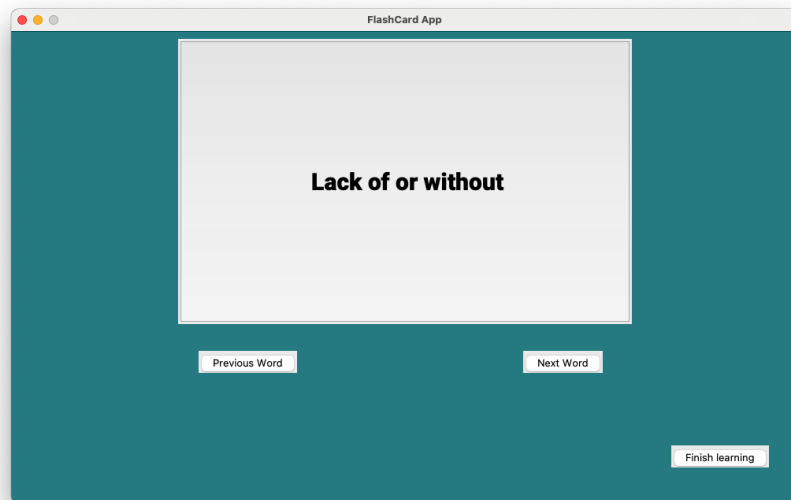 FlashCard App
Lack of or without
Previous Word
Next Word
Finish learning